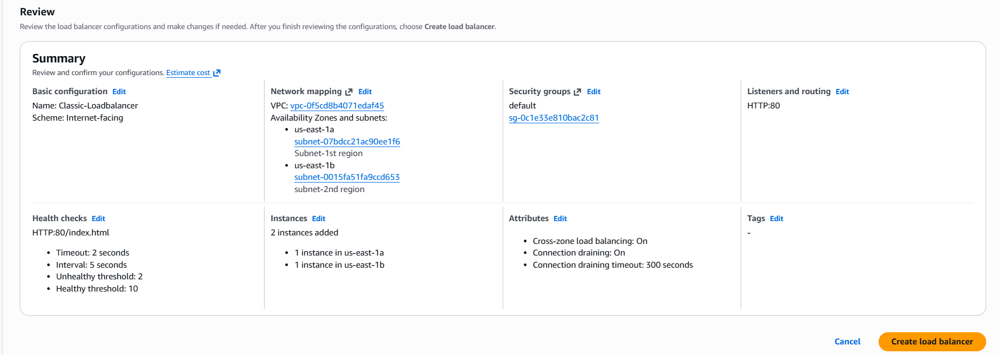 Review
Review the load balancer configurations and make changes if needed. After you finish reviewing the configurations, choose Create load balancer.
Summary
Review and confirm your configurations. Estimate cost
Basic configuration Edit
Name: Classic-Loadbalancer
Scheme: Internet-facing
Network mapping Edit
VPC: vpc-0f5cd8b4071edaf45
Availability Zones and subnets:
• us-east-1a
subnet-07bdcc21ac90ee1f6
Subnet-1st region
• us-east-1b
subnet-0015fa51fa9ccd653
subnet-2nd region
Security groups Edit
default
sg-0c1e33e810bac2c81
Listeners and routing Edit
HTTP:80
Health checks Edit
HTTP:80/index.html
• Timeout: 2 seconds
• Interval: 5 seconds
• Unhealthy threshold: 2
• Healthy threshold: 10
Instances Edit
2 instances added
• 1 instance in us-east-1a
• 1 instance in us-east-1b
Attributes Edit
• Cross-zone load balancing: On
• Connection draining: On
• Connection draining timeout: 300 seconds
Tags Edit
-
Cancel Create load balancer